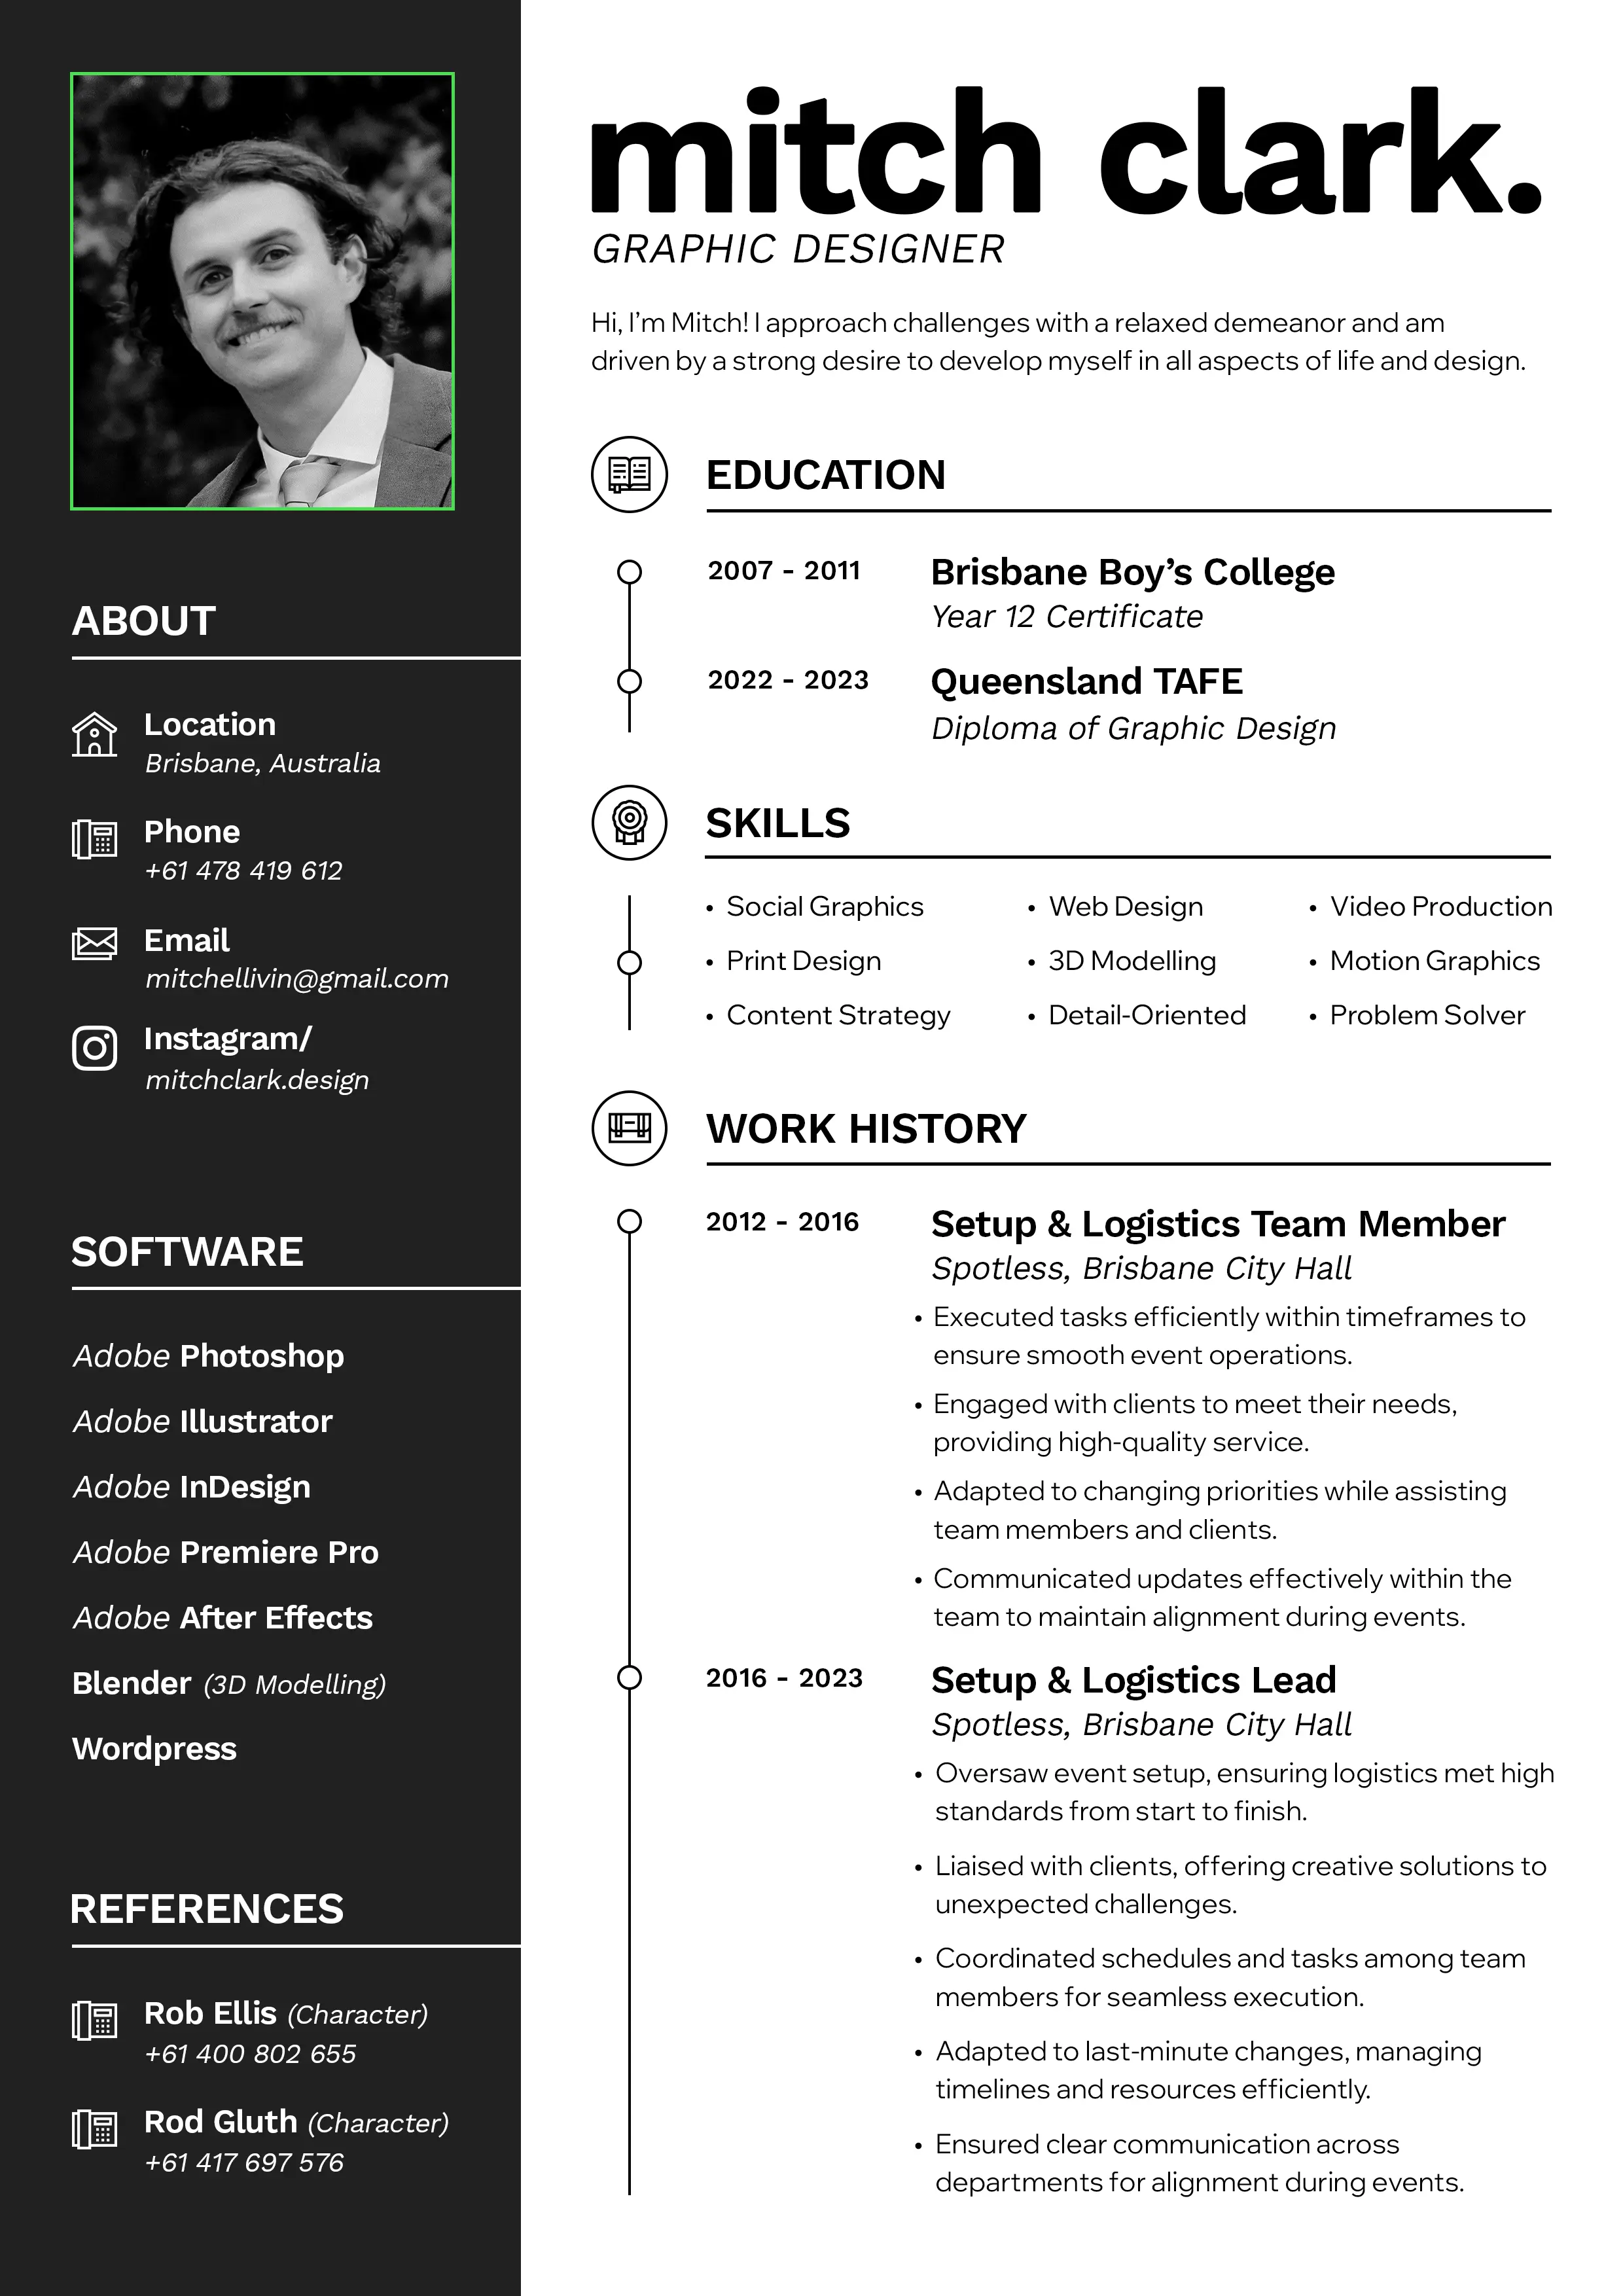 mitch clark.
GRAPHIC DESIGNER
Hi, I’m Mitch! I approach challenges with a relaxed demeanor and am
driven by a strong desire to develop myself in all aspects of life and design.
ABOUT
Location
Brisbane, Australia
Phone
+61 478 419 612
Email
mitchellivin@gmail.com
Instagram/
mitchclark.design
SOFTWARE
Adobe Photoshop
Adobe Illustrator
Adobe InDesign
Adobe Premiere Pro
Adobe After Effects
Blender (3D Modelling)
Wordpress
REFERENCES
Rob Ellis (Character)
+61 400 802 655
Rod Gluth (Character)
+61 417 697 576
EDUCATION
2007 - 2011 Brisbane Boy’s College
Year 12 Certificate
2022 - 2023 Queensland TAFE
Diploma of Graphic Design
SKILLS
• Social Graphics • Web Design • Video Production
• Print Design • 3D Modelling • Motion Graphics
• Content Strategy • Detail-Oriented • Problem Solver
WORK HISTORY
2012 - 2016 Setup & Logistics Team Member
Spotless, Brisbane City Hall
• Executed tasks efficiently within timeframes to
ensure smooth event operations.
• Engaged with clients to meet their needs,
providing high-quality service.
• Adapted to changing priorities while assisting
team members and clients.
• Communicated updates effectively within the
team to maintain alignment during events.
2016 - 2023 Setup & Logistics Lead
Spotless, Brisbane City Hall
• Oversaw event setup, ensuring logistics met high
standards from start to finish.
• Liaised with clients, offering creative solutions to
unexpected challenges.
• Coordinated schedules and tasks among team
members for seamless execution.
• Adapted to last-minute changes, managing
timelines and resources efficiently.
• Ensured clear communication across
departments for alignment during events.